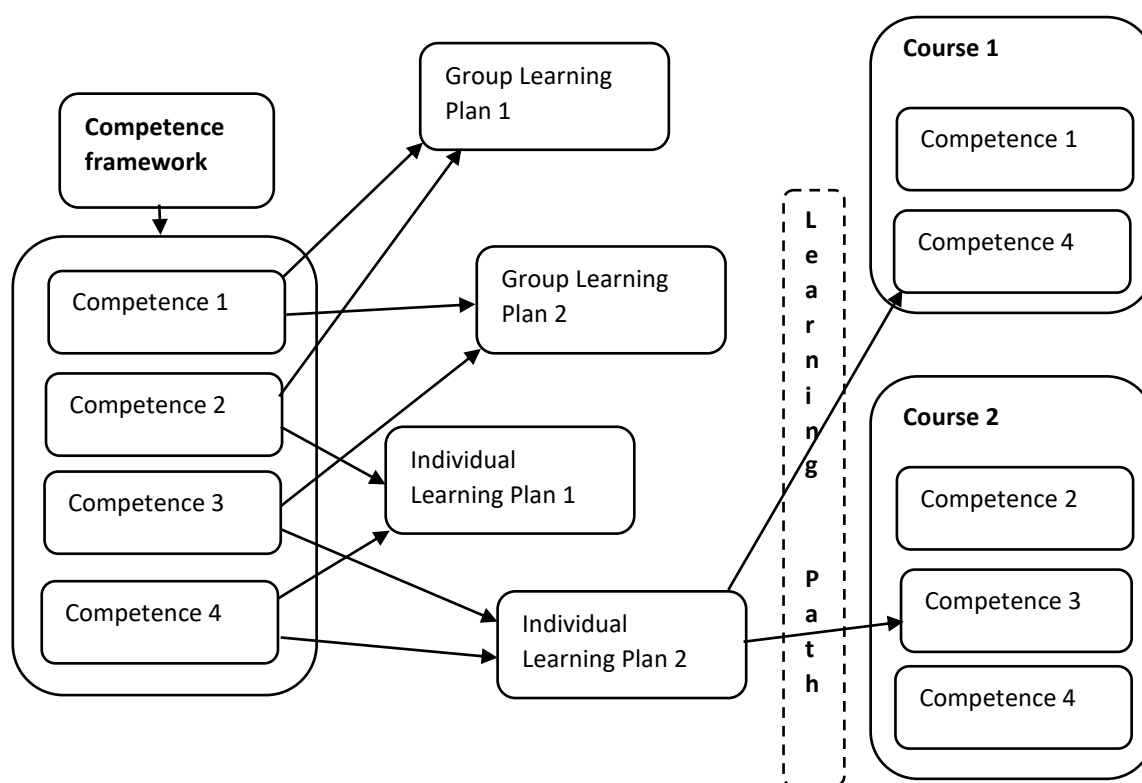 Competence
framework
Competence 1
Competence 2
Competence 3
Competence 4
Group Learning
Plan 1
Group Learning
Plan 2
Individual
Learning Plan 1
Individual
Learning Plan 2
Learning
Path
Course 1
Competence 1
Competence 4
Course 2
Competence 2
Competence 3
Competence 4